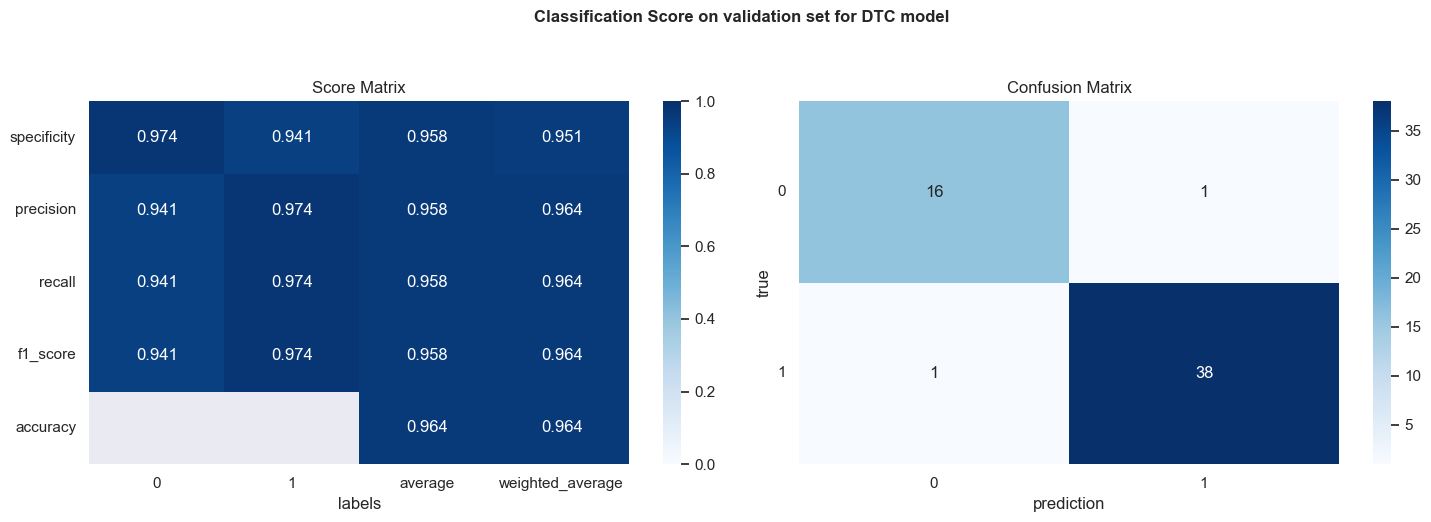 Classification Score on validation set for DTC model
Score Matrix
specificity 0.974 0.941 0.958 0.951
precision 0.941 0.974 0.958 0.964
recall 0.941 0.974 0.958 0.964
f1_score 0.941 0.974 0.958 0.964
accuracy 0.964 0.964
0 1 average weighted_average
labels
1.0
0.8
0.6
0.4
0.2
0.0
Confusion Matrix
true
0 16 1
1 1 38
0 1
prediction
35
30
25
20
15
10
5